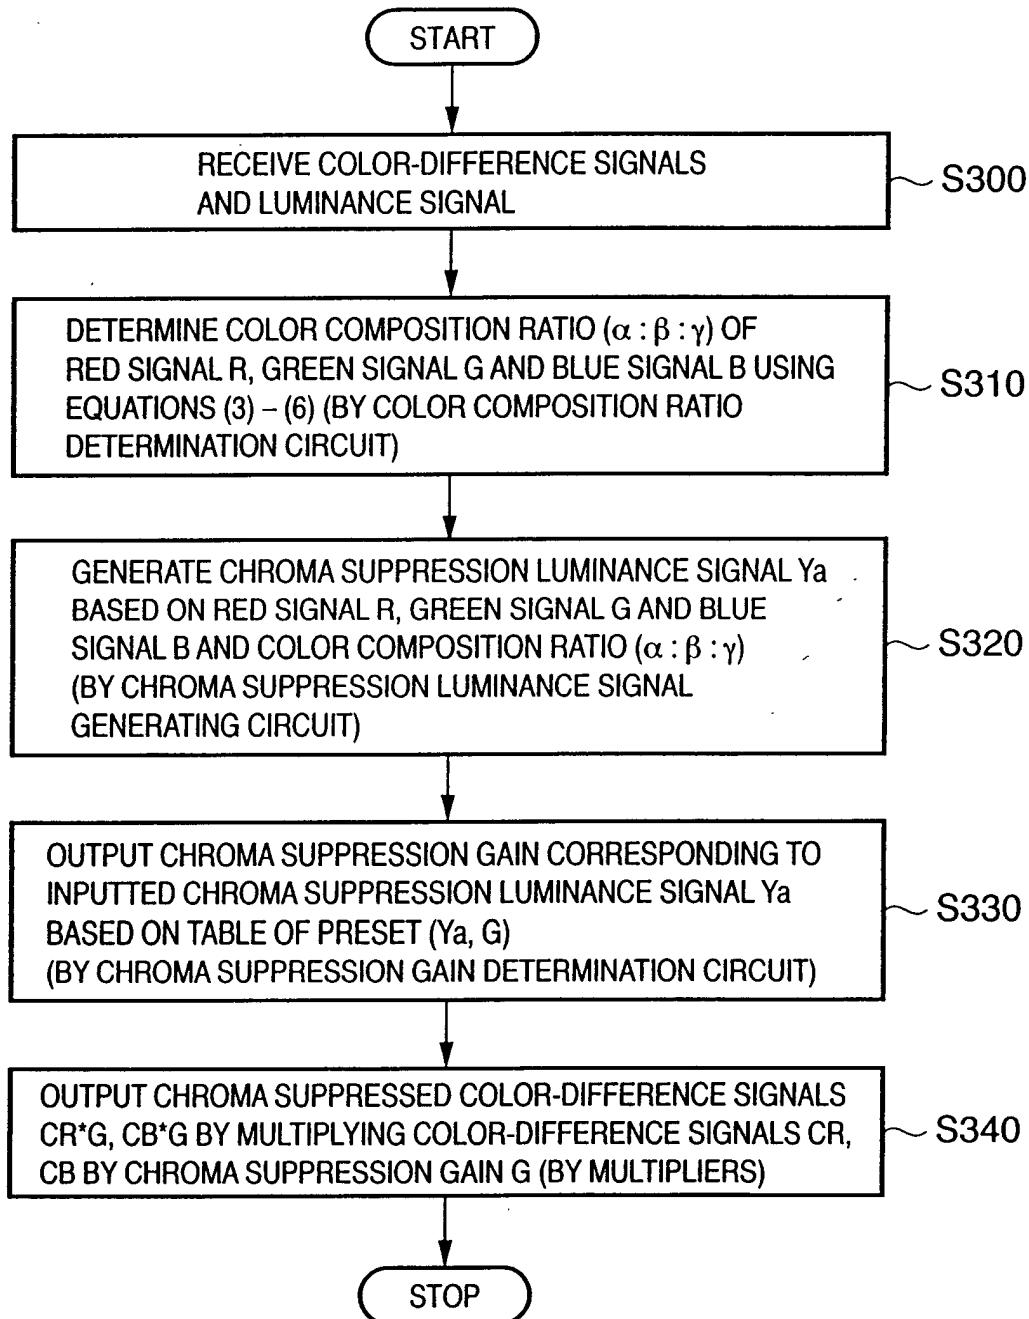 START
RECEIVE COLOR-DIFFERENCE SIGNALS
AND LUMINANCE SIGNAL
S300
DETERMINE COLOR COMPOSITION RATIO (α : β : γ) OF
RED SIGNAL R, GREEN SIGNAL G AND BLUE SIGNAL B USING
EQUATIONS (3) – (6) (BY COLOR COMPOSITION RATIO
DETERMINATION CIRCUIT)
S310
GENERATE CHROMA SUPPRESSION LUMINANCE SIGNAL Ya
BASED ON RED SIGNAL R, GREEN SIGNAL G AND BLUE
SIGNAL B AND COLOR COMPOSITION RATIO (α : β : γ)
(BY CHROMA SUPPRESSION LUMINANCE SIGNAL
GENERATING CIRCUIT)
S320
OUTPUT CHROMA SUPPRESSION GAIN CORRESPONDING TO
INPUTTED CHROMA SUPPRESSION LUMINANCE SIGNAL Ya
BASED ON TABLE OF PRESET (Ya, G)
(BY CHROMA SUPPRESSION GAIN DETERMINATION CIRCUIT)
S330
OUTPUT CHROMA SUPPRESSED COLOR-DIFFERENCE SIGNALS
CR*G, CB*G BY MULTIPLYING COLOR-DIFFERENCE SIGNALS CR,
CB BY CHROMA SUPPRESSION GAIN G (BY MULTIPLIERS)
S340
STOP